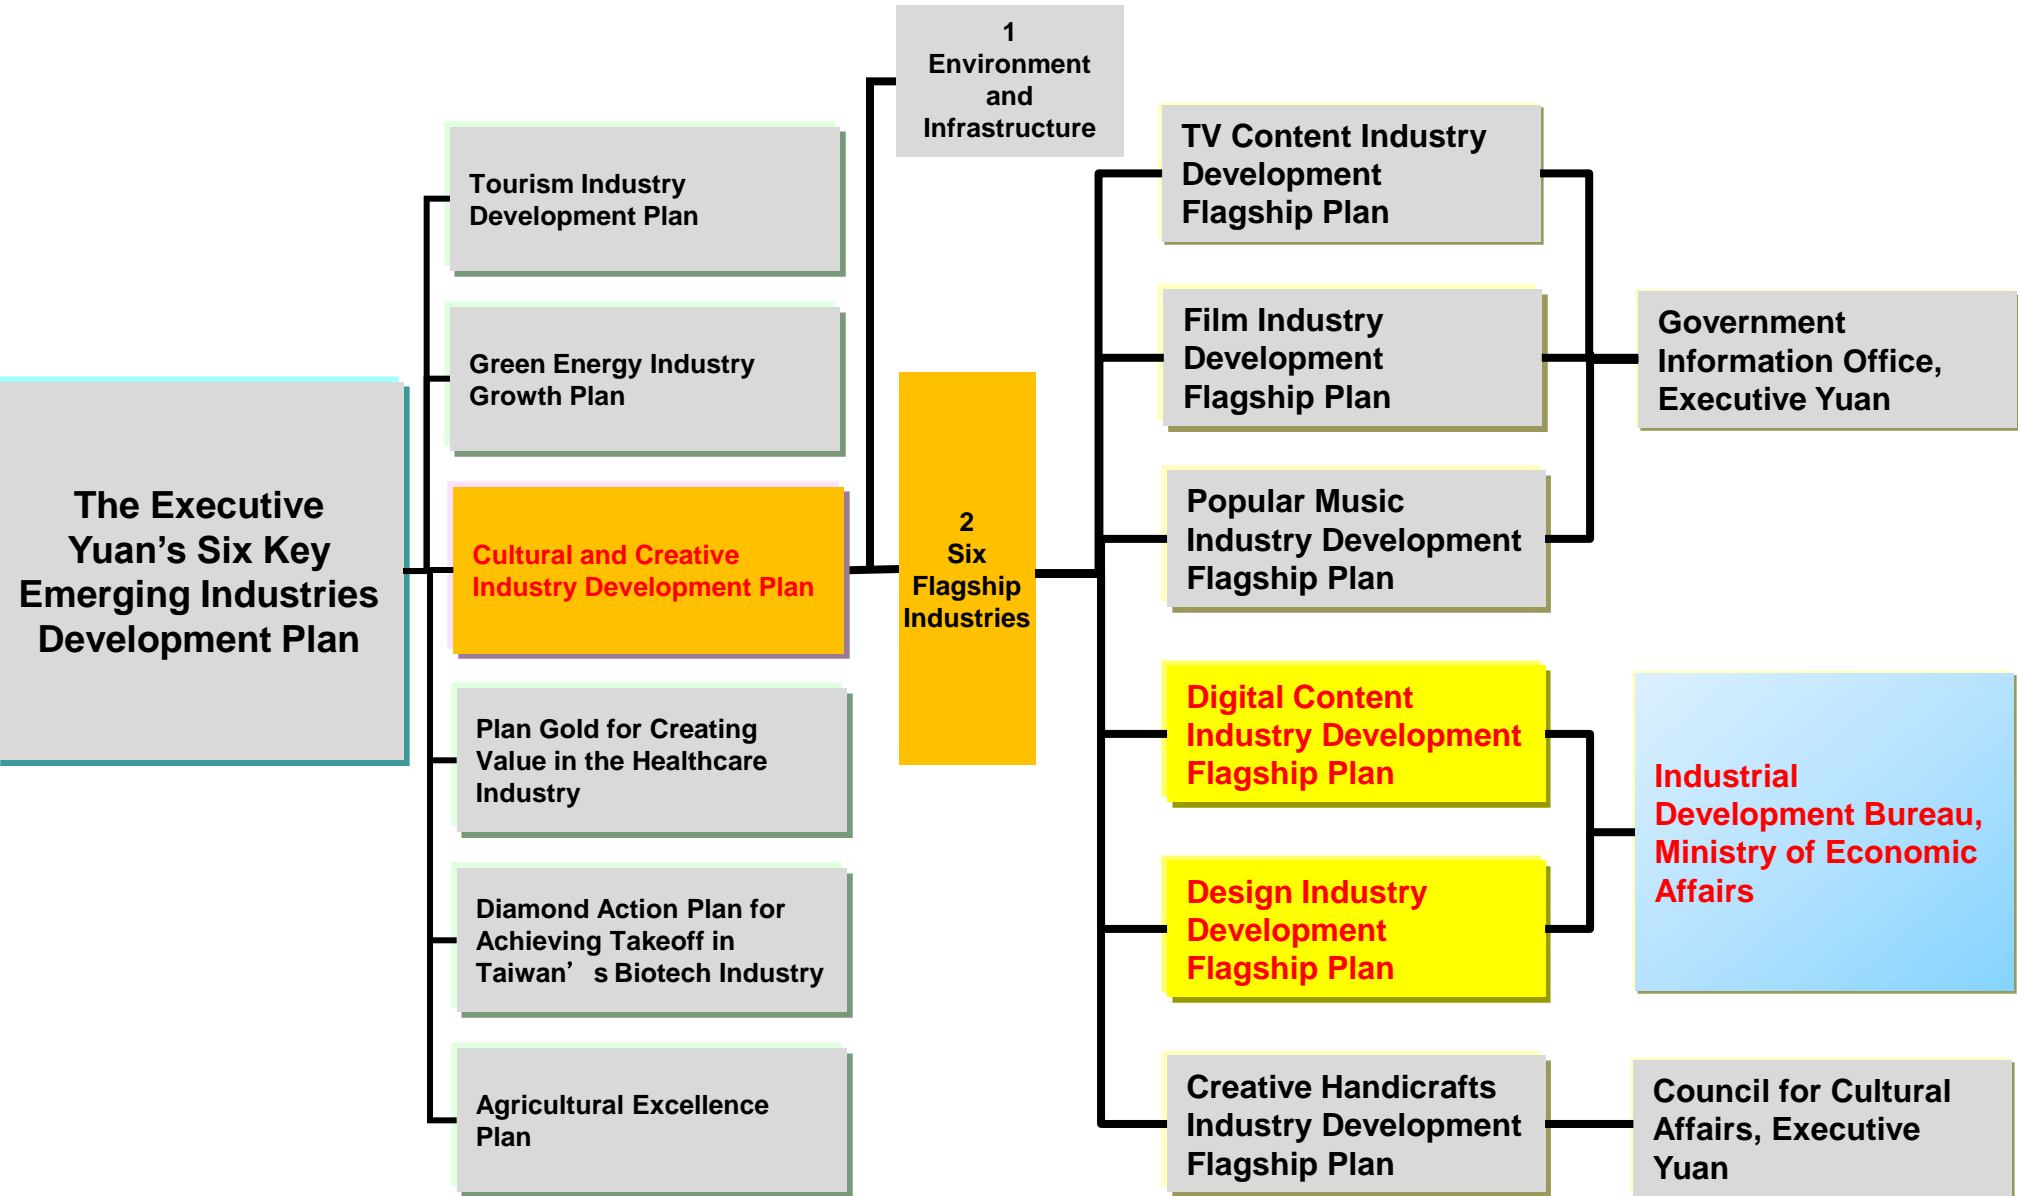 The Executive
Yuan’s Six Key
Emerging Industries
Development Plan
Tourism Industry
Development Plan
Green Energy Industry
Growth Plan
Cultural and Creative
Industry Development Plan
Plan Gold for Creating
Value in the Healthcare
Industry
Diamond Action Plan for
Achieving Takeoff in
Taiwan’s Biotech Industry
Agricultural Excellence
Plan
1
Environment
and
Infrastructure
2
Six
Flagship
Industries
TV Content Industry
Development
Flagship Plan
Film Industry
Development
Flagship Plan
Popular Music
Industry Development
Flagship Plan
Digital Content
Industry Development
Flagship Plan
Design Industry
Development
Flagship Plan
Creative Handicrafts
Industry Development
Flagship Plan
Government
Information Office,
Executive Yuan
Industrial
Development Bureau,
Ministry of Economic
Affairs
Council for Cultural
Affairs, Executive
Yuan